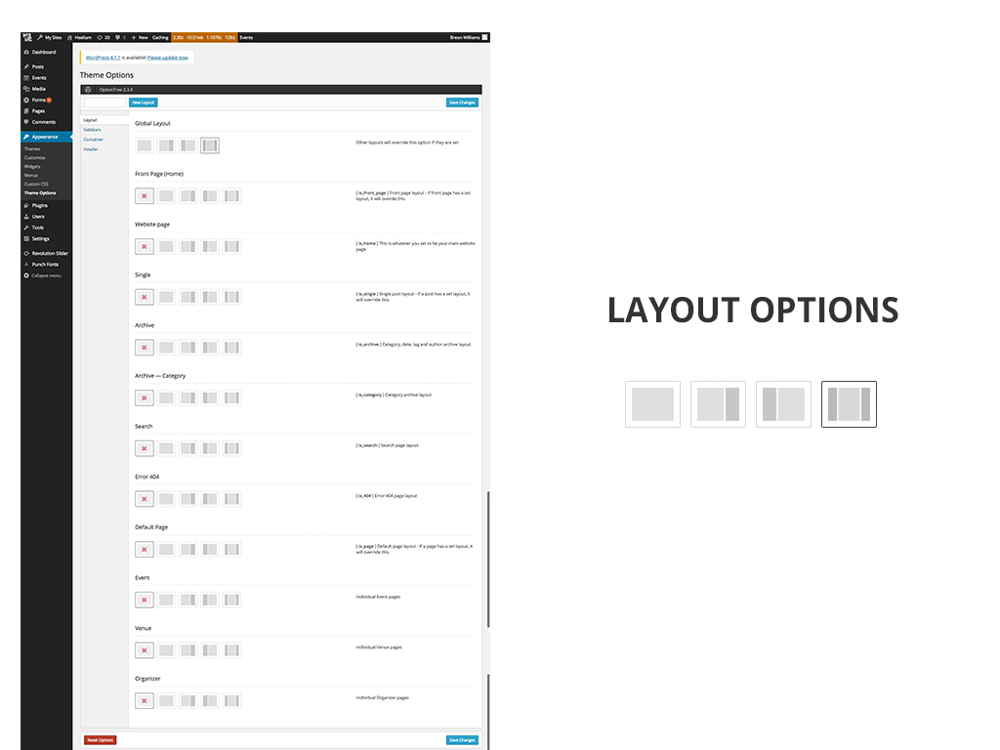 My Sites Heelium 20 0 New Caching 2.30s 10.51MB 1.1076s 129Q Events Breon Williams
Dashboard
Posts
Events
Media
Forms
Pages
Comments
Appearance
Themes
Customize
Widgets
Menus
Custom CSS
Theme Options
Plugins
Users
Tools
Settings
Revolution Slider
Punch Fonts
Collapse menu
WordPress 4.1.1 is available! Please update now.
Theme Options
OptionTree 2.5.4
New Layout
Save Changes
Layout
Sidebars
Container
Header
Global Layout
Other layouts will override this option if they are set
Front Page (Home)
[ is_front_page ] Front page layout - If front page has a set
layout, it will override this
Website page
[ is_home ] This is whatever you set to be your main website
page
Single
[ is_single ] Single post layout - If a post has a set layout, it
will override this.
Archive
[ is_archive ] Category, date, tag and author archive layout
Archive — Category
[ is_category ] Category archive layout
Search
[ is_search ] Search page layout
Error 404
[ is_404 ] Error 404 page layout
Default Page
[ is_page ] Default page layout - If a page has a set layout, it
will override this.
Event
Individual Event pages
Venue
Individual Venue pages
Organizer
Individual Organizer pages
Reset Options
Save Changes
LAYOUT OPTIONS